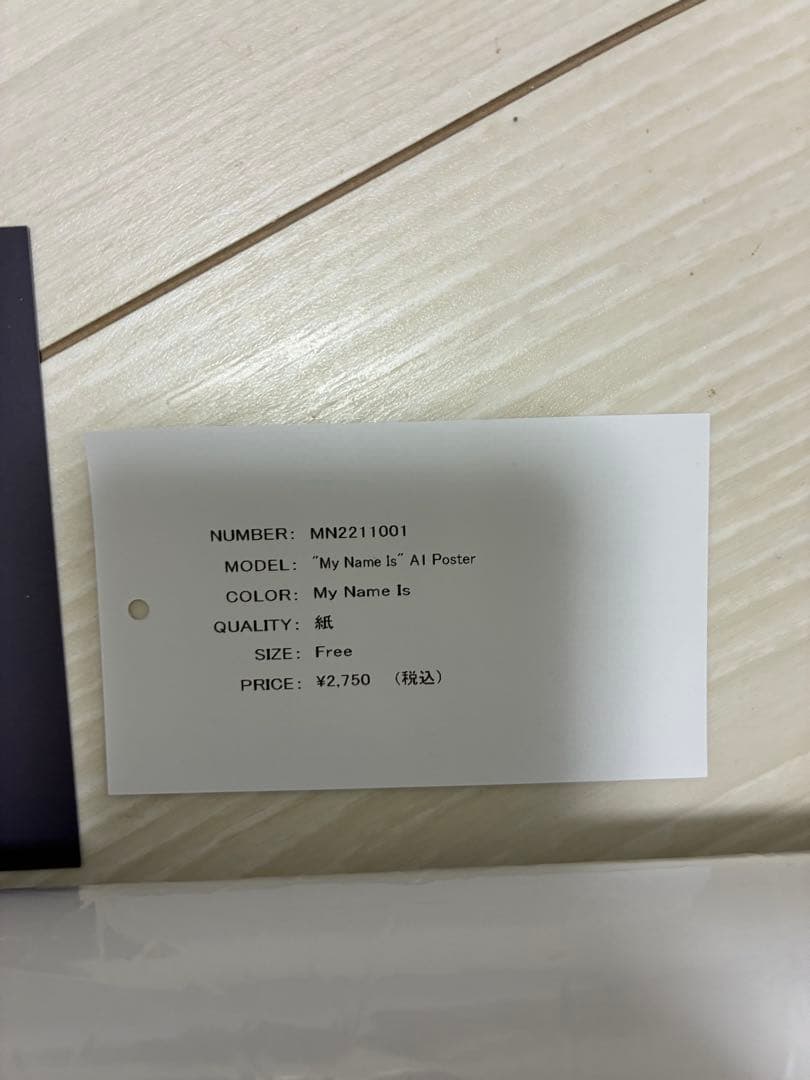 NUMBER: MN2211001
MODEL: "My Name Is" A1 Poster
COLOR: My Name Is
QUALITY: 紙
SIZE: Free
PRICE: ¥2,750 (税込)